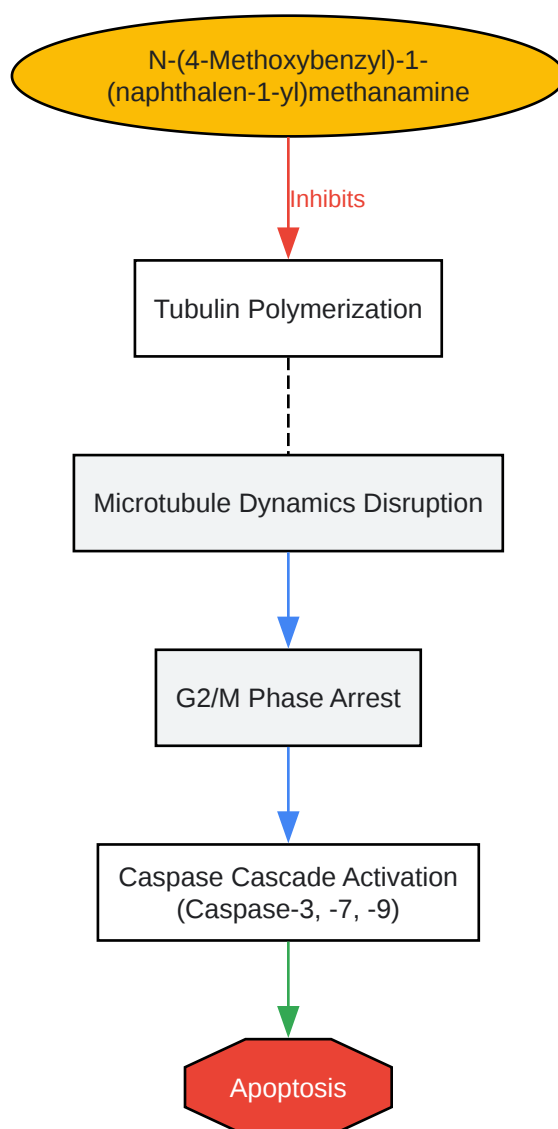 N-(4-Methoxybenzyl)-1-
(naphthalen-1-yl)methanamine
Inhibits
Tubulin Polymerization
Microtubule Dynamics Disruption
G2/M Phase Arrest
Caspase Cascade Activation
(Caspase-3, -7, -9)
Apoptosis